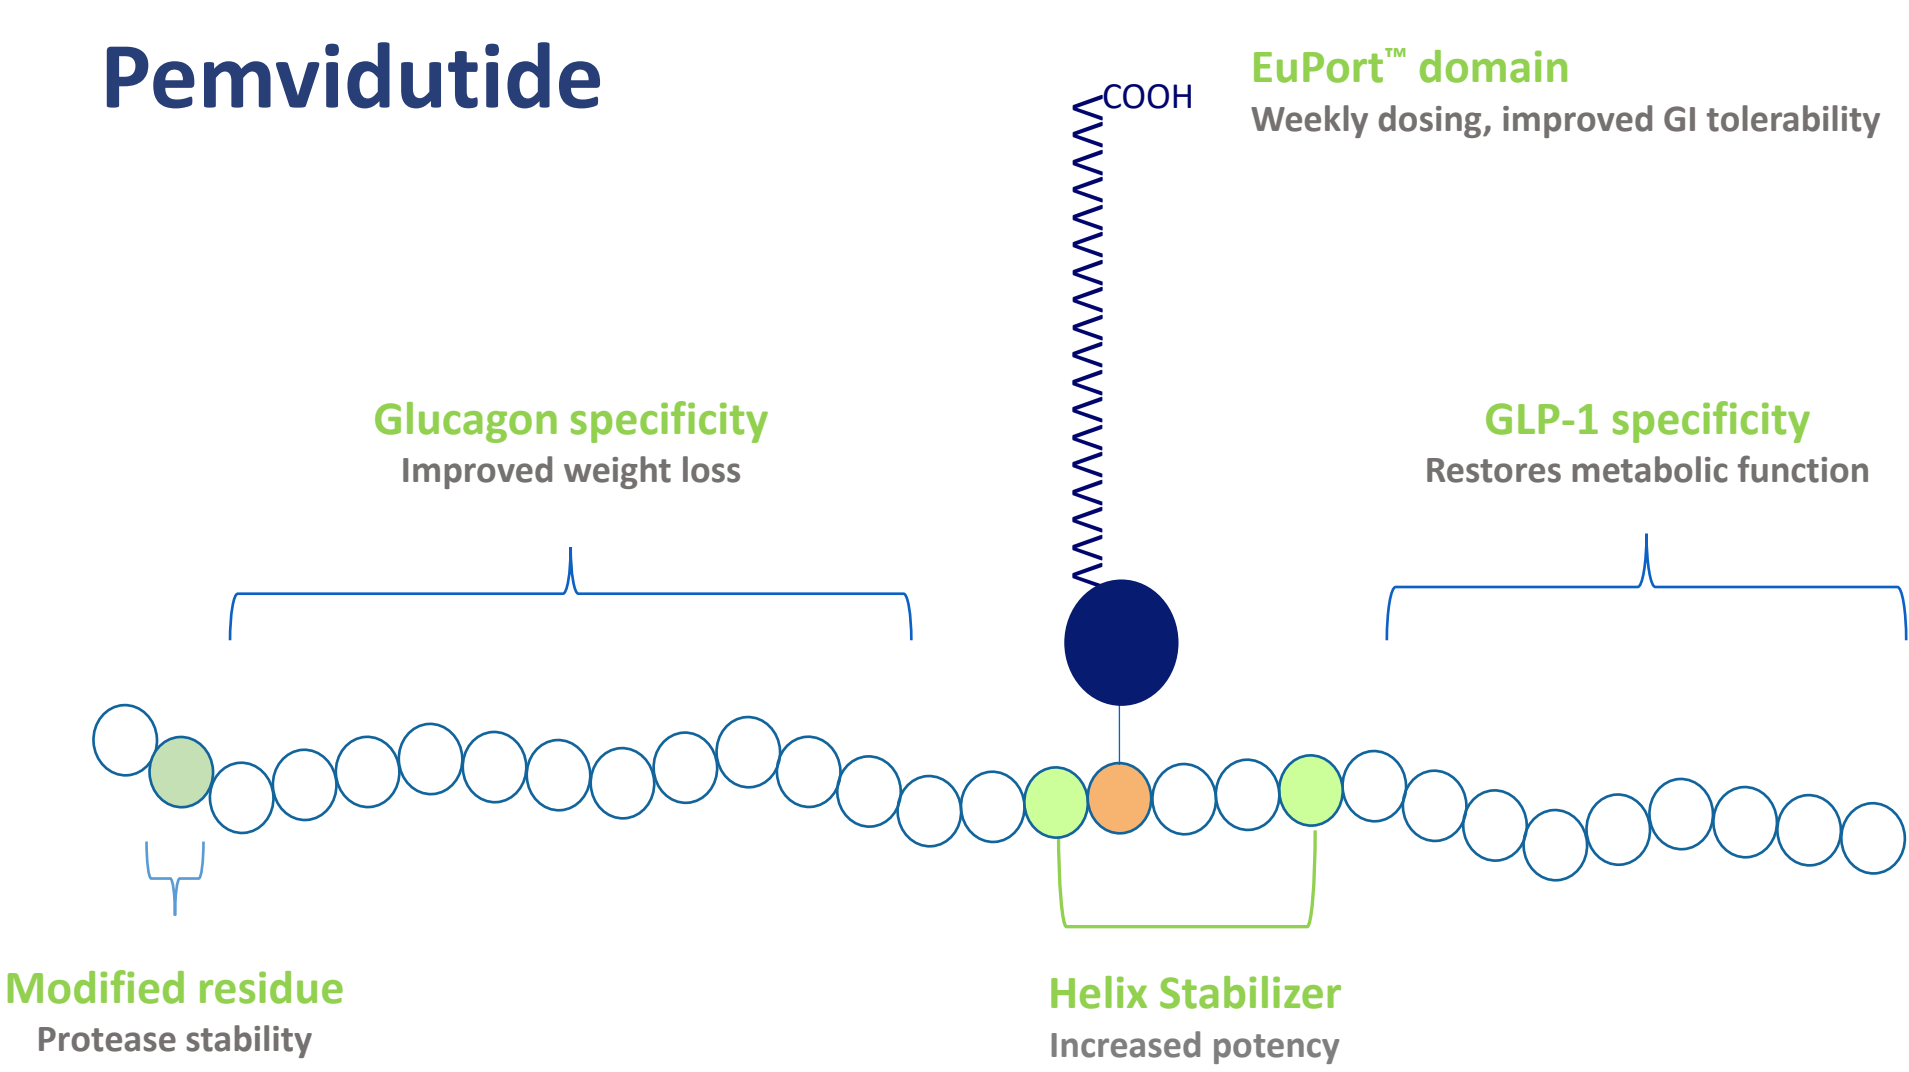 Pemvidutide
EuPort™ domain
Weekly dosing, improved GI tolerability
COOH
Glucagon specificity
Improved weight loss
GLP-1 specificity
Restores metabolic function
Modified residue
Protease stability
Helix Stabilizer
Increased potency